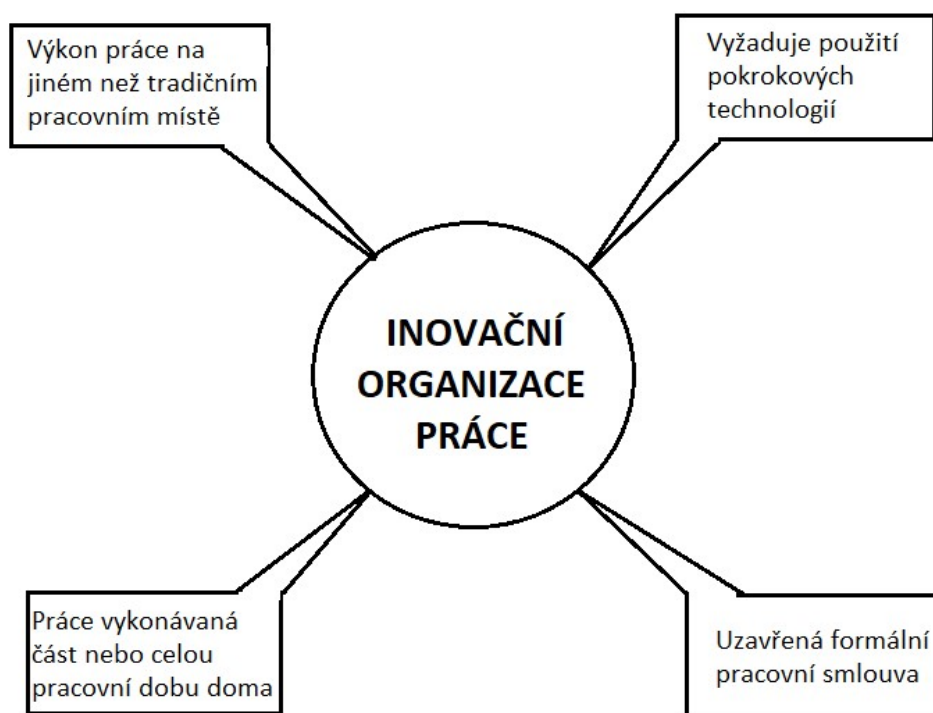 Výkon práce na
jiném než tradičním
pracovním místě
Vyžaduje použití
pokrokových
technologií
INOVAČNÍ
ORGANIZACE
PRÁCE
Práce vykonávaná
část nebo celou
pracovní dobu doma
Uzavřená formální
pracovní smlouva